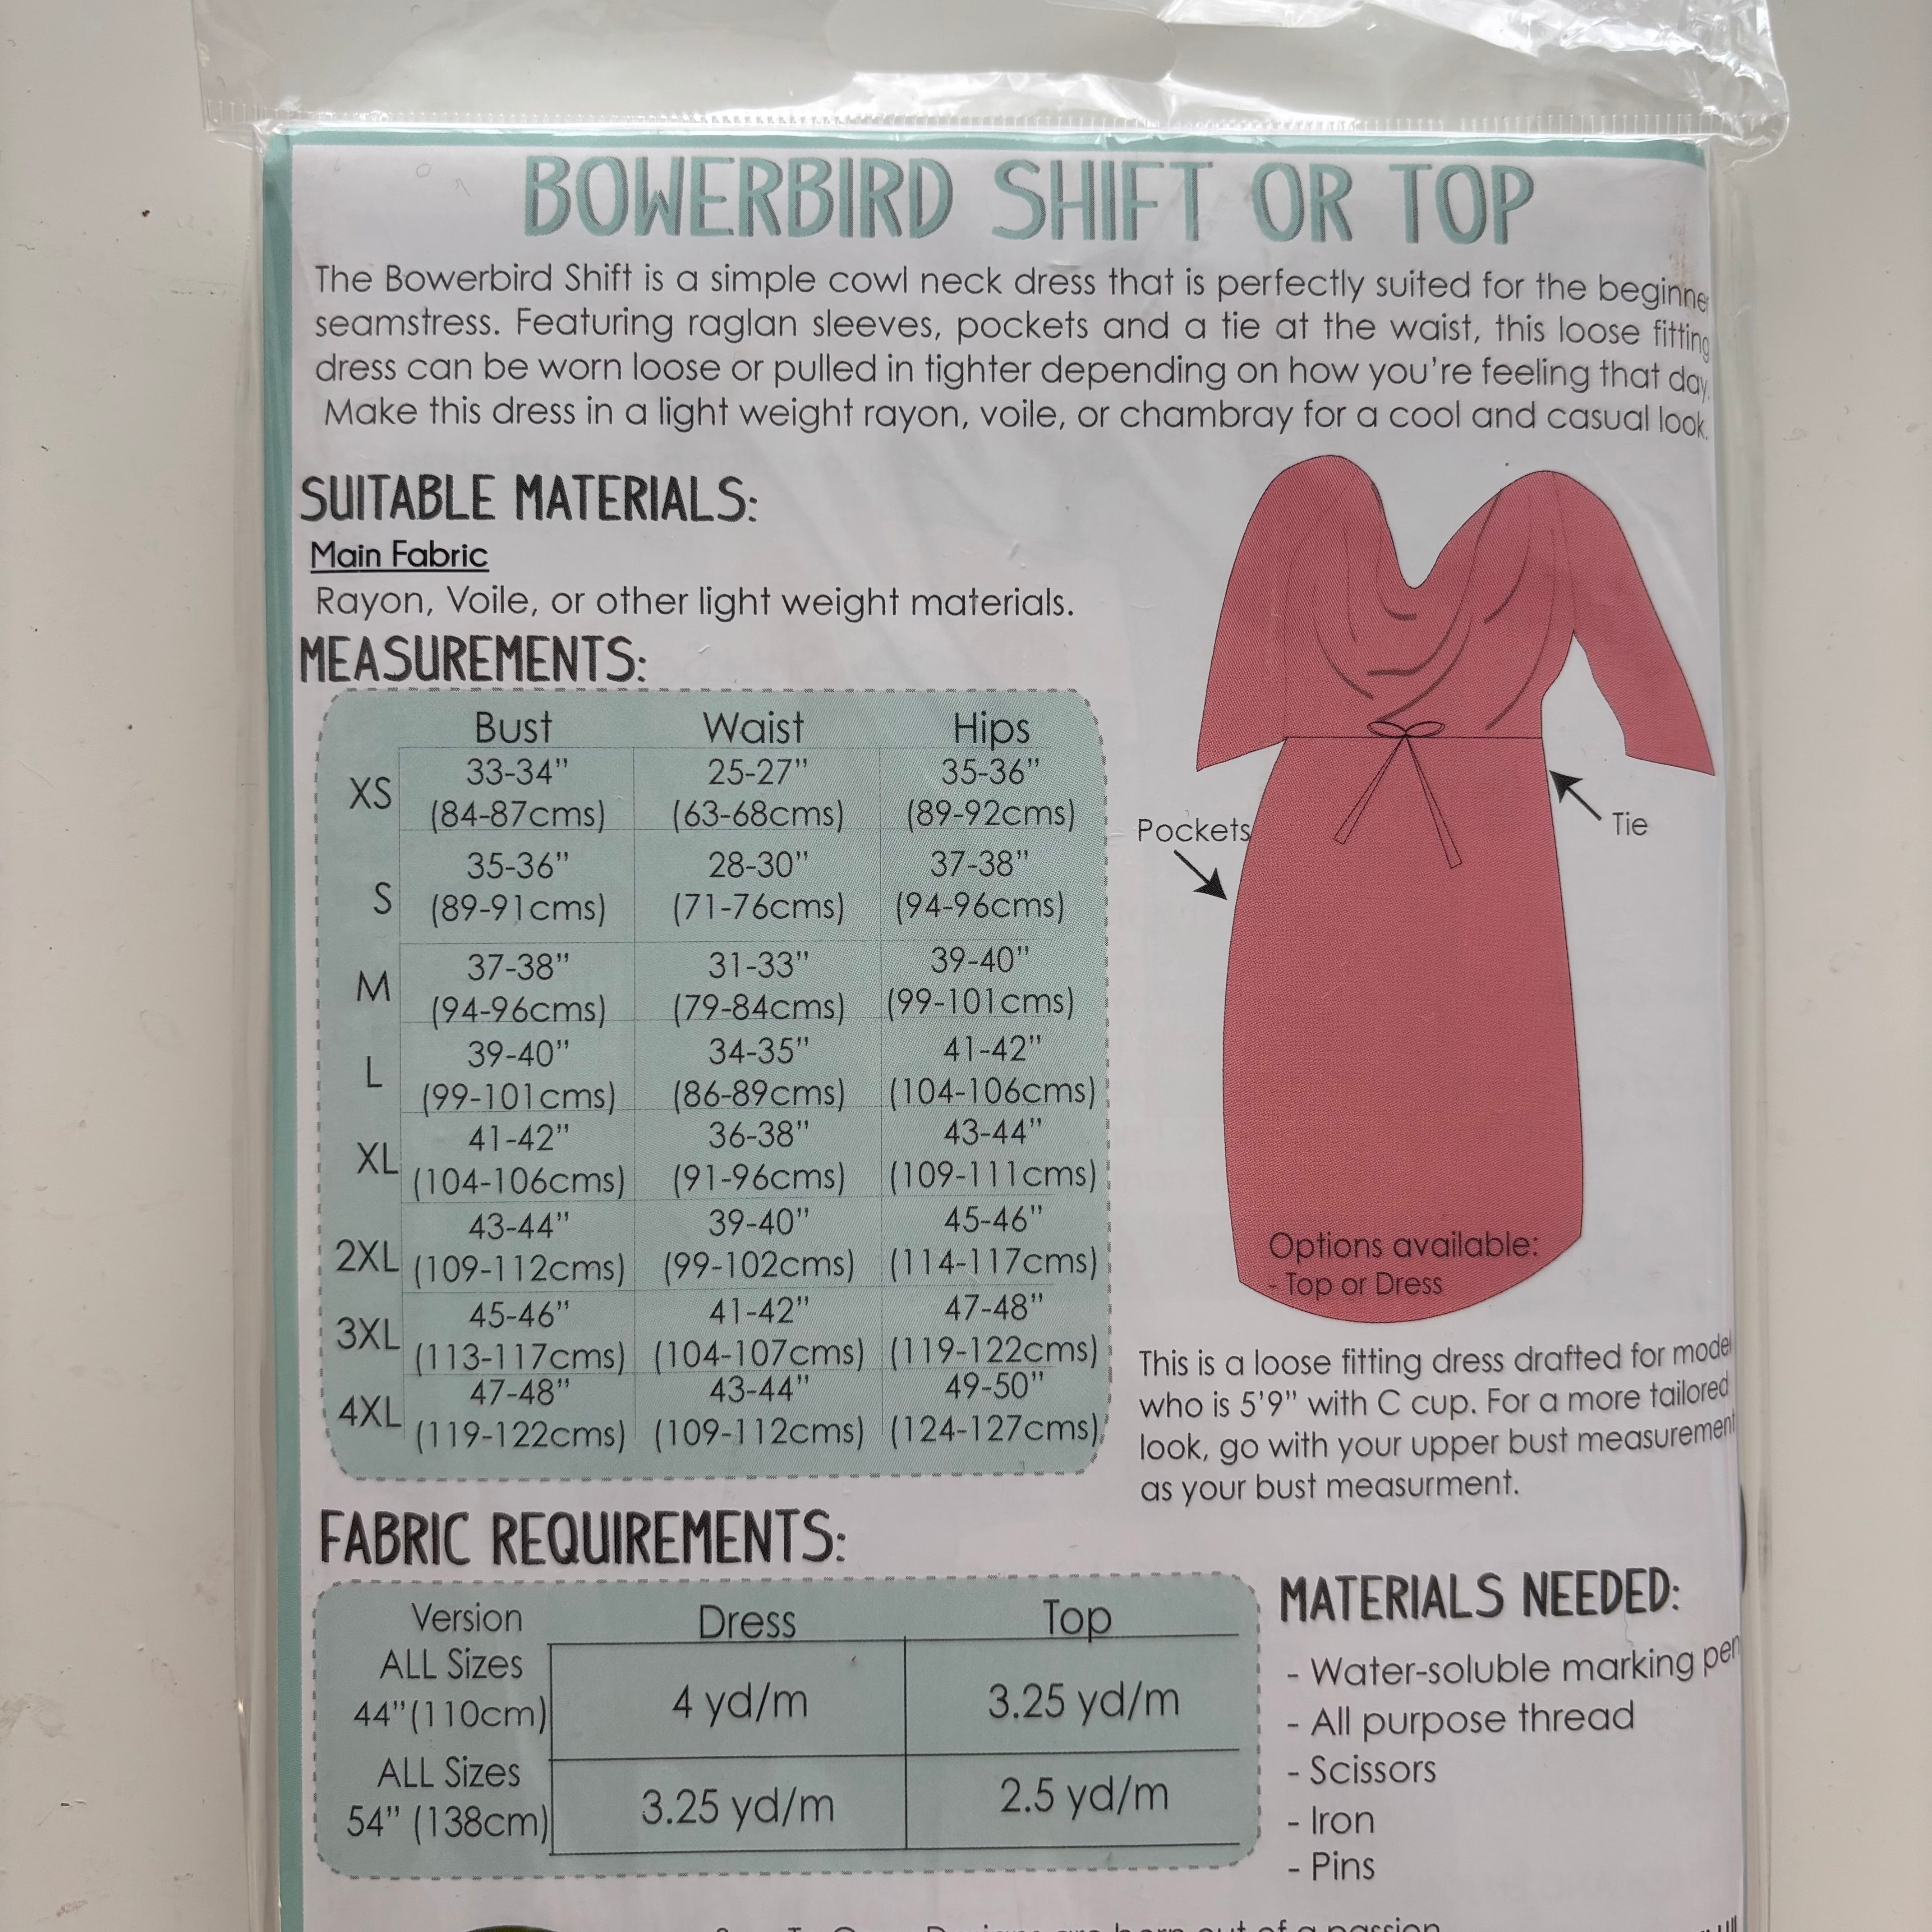 BOWERBIRD SHIFT OR TOP
The Bowerbird Shift is a simple cowl neck dress that is perfectly suited for the beginner
seamstress. Featuring raglan sleeves, pockets and a tie at the waist, this loose fitting
dress can be worn loose or pulled in tighter depending on how you're feeling that day.
Make this dress in a light weight rayon, voile, or chambray for a cool and casual look.
SUITABLE MATERIALS:
Main Fabric
Rayon, Voile, or other light weight materials.
MEASUREMENTS:
Bust Waist Hips
XS
33-34" 25-27" 35-36"
(84-87cms) (63-68cms) (89-92cms)
S
35-36" 28-30" 37-38"
(89-91cms) (71-76cms) (94-96cms)
M
37-38" 31-33" 39-40"
(94-96cms) (79-84cms) (99-101cms)
L
39-40" 34-35" 41-42"
(99-101cms) (86-89cms) (104-106cms)
XL
41-42" 36-38" 43-44"
(104-106cms) (91-96cms) (109-111cms)
2XL
43-44" 39-40" 45-46"
(109-112cms) (99-102cms) (114-117cms)
3XL
45-46" 41-42" 47-48"
(113-117cms) (104-107cms) (119-122cms)
4XL
47-48" 43-44" 49-50"
(119-122cms) (109-112cms) (124-127cms)
Pockets
Tie
Options available:
- Top or Dress
This is a loose fitting dress drafted for model
who is 5'9" with C cup. For a more tailored
look, go with your upper bust measurement
as your bust measurment.
FABRIC REQUIREMENTS:
Version Dress Top
ALL Sizes
44"(110cm) 4 yd/m 3.25 yd/m
ALL Sizes
54" (138cm) 3.25 yd/m 2.5 yd/m
MATERIALS NEEDED:
- Water-soluble marking pen
- All purpose thread
- Scissors
- Iron
- Pins
Designs are born out of a passion